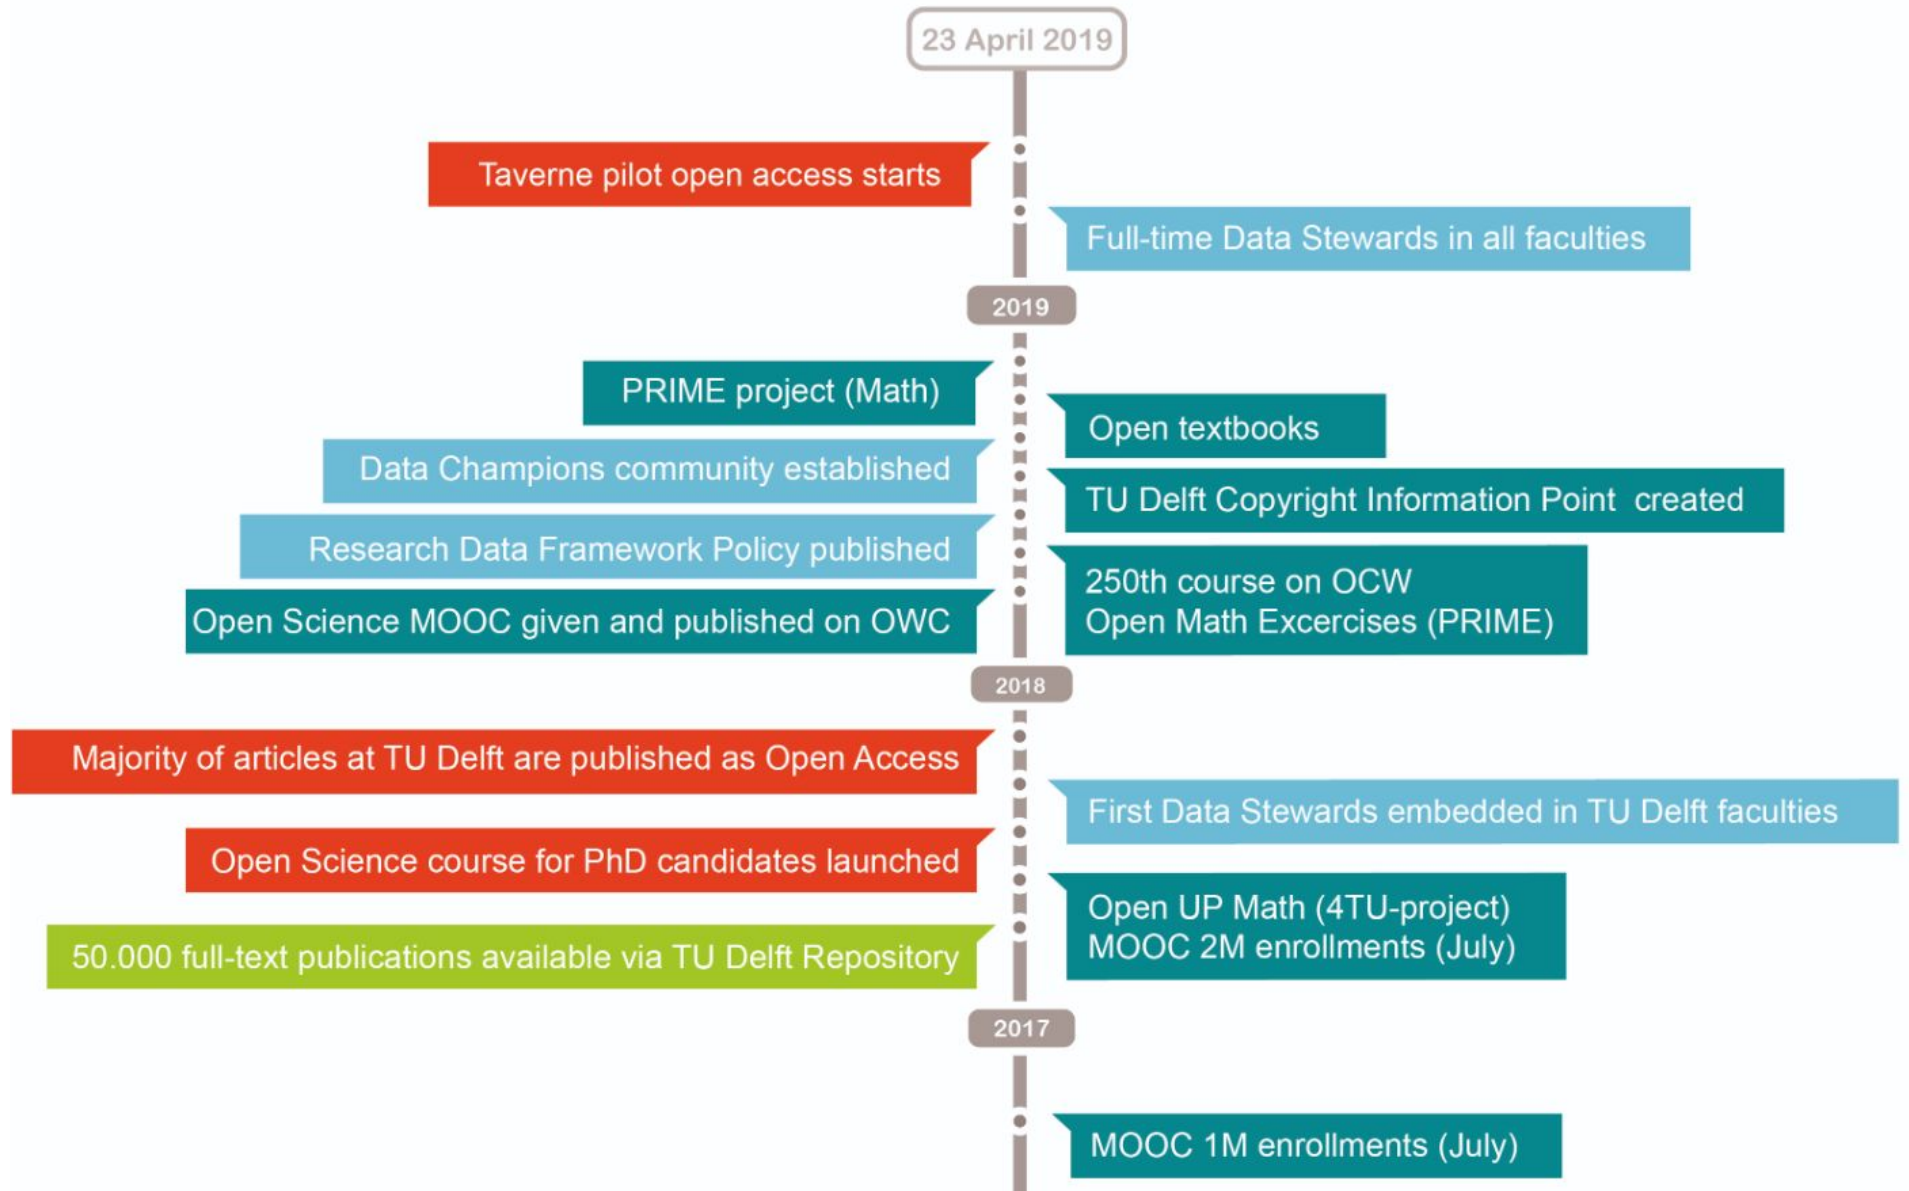 23 April 2019
Taverne pilot open access starts
Full-time Data Stewards in all faculties
2019
PRIME project (Math)
Open textbooks
Data Champions community established
TU Delft Copyright Information Point created
Research Data Framework Policy published
250th course on OCW
Open Math Excercises (PRIME)
Open Science MOOC given and published on OWC
2018
Majority of articles at TU Delft are published as Open Access
First Data Stewards embedded in TU Delft faculties
Open Science course for PhD candidates launched
Open UP Math (4TU-project)
MOOC 2M enrollments (July)
50.000 full-text publications available via TU Delft Repository
2017
MOOC 1M enrollments (July)